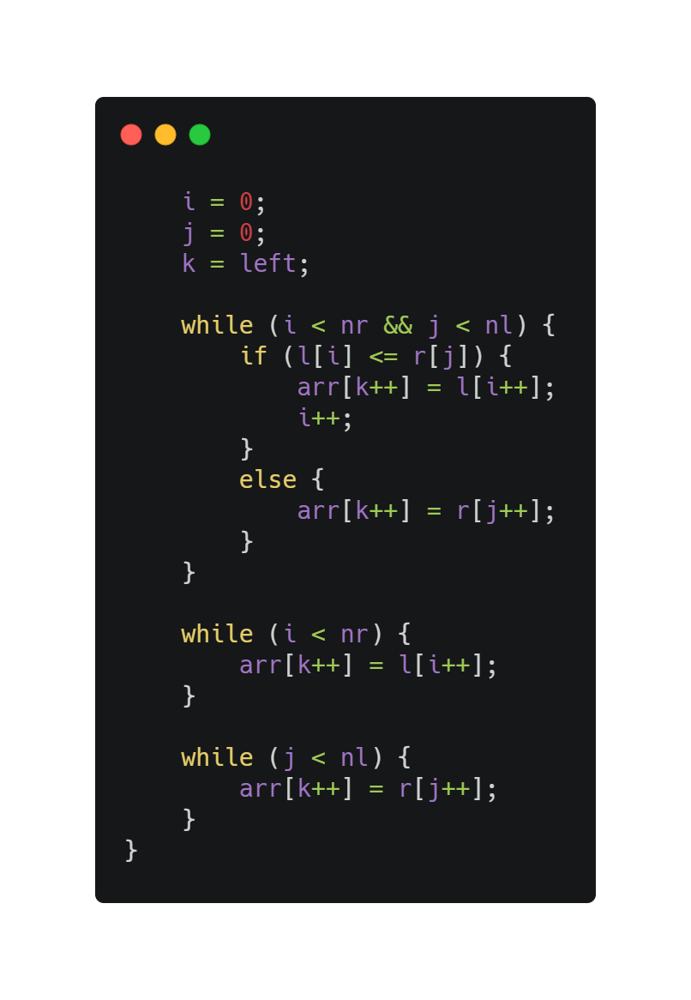 i = 0;
j = 0;
k = left;
while (i < nr && j < nl) {
if (l[i] <= r[j]) {
arr[k++] = l[i++];
i++;
}
else {
arr[k++] = r[j++];
}
}
while (i < nr) {
arr[k++] = l[i++];
}
while (j < nl) {
arr[k++] = r[j++];
}
}